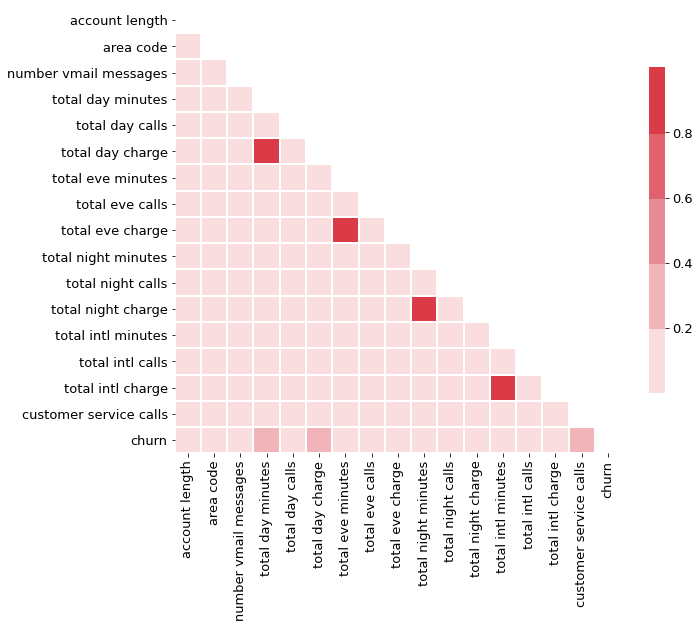 account length
area code
number vmail messages
total day minutes
total day calls
total day charge
total eve minutes
total eve calls
total eve charge
total night minutes
total night calls
total night charge
total intl minutes
total intl calls
total intl charge
customer service calls
churn
account length
area code
number vmail messages
total day minutes
total day calls
total day charge
total eve minutes
total eve calls
total eve charge
total night minutes
total night calls
total night charge
total intl minutes
total intl calls
total intl charge
customer service calls
churn
0.8
0.6
0.4
0.2